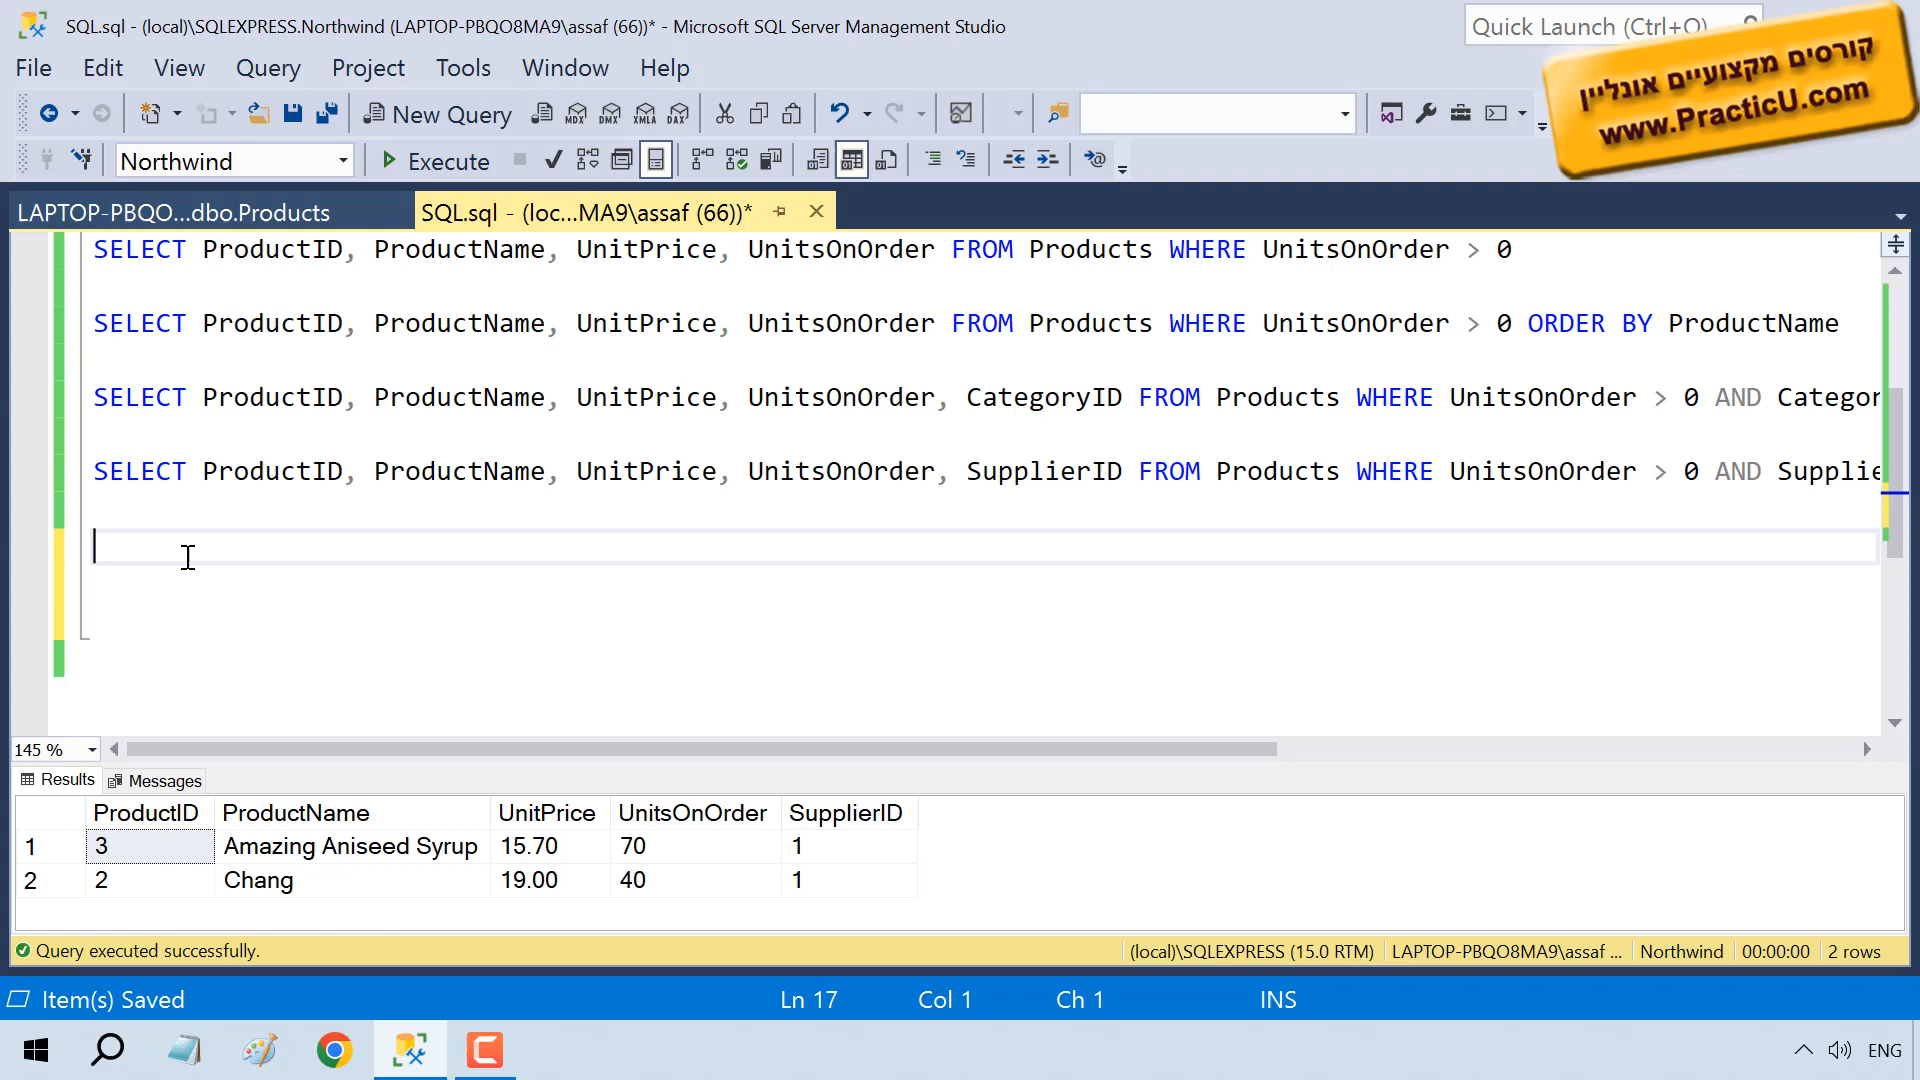 SQL.sql - (local)\SQLEXPRESS.Northwind (LAPTOP-PBQO8MA9\assaf (66))* - Microsoft SQL Server Management Studio
Quick Launch (Ctrl+Q)
קורסים מקצועיים אונליין
www.PracticU.com
File Edit View Query Project Tools Window Help
New Query
MDX DMX XMLA DAX
Northwind
Execute
LAPTOP-PBQO...dbo.Products
SQL.sql - (loc...MA9\assaf (66))*
SELECT ProductID, ProductName, UnitPrice, UnitsOnOrder FROM Products WHERE UnitsOnOrder > 0
SELECT ProductID, ProductName, UnitPrice, UnitsOnOrder FROM Products WHERE UnitsOnOrder > 0 ORDER BY ProductName
SELECT ProductID, ProductName, UnitPrice, UnitsOnOrder, CategoryID FROM Products WHERE UnitsOnOrder > 0 AND Categor
SELECT ProductID, ProductName, UnitPrice, UnitsOnOrder, SupplierID FROM Products WHERE UnitsOnOrder > 0 AND Supplie
145 %
Results Messages
ProductID ProductName UnitPrice UnitsOnOrder SupplierID
1 3 Amazing Aniseed Syrup 15.70 70 1
2 2 Chang 19.00 40 1
Query executed successfully.
(local)\SQLEXPRESS (15.0 RTM) LAPTOP-PBQO8MA9\assaf ... Northwind 00:00:00 2 rows
Item(s) Saved
Ln 17 Col 1 Ch 1 INS
ENG